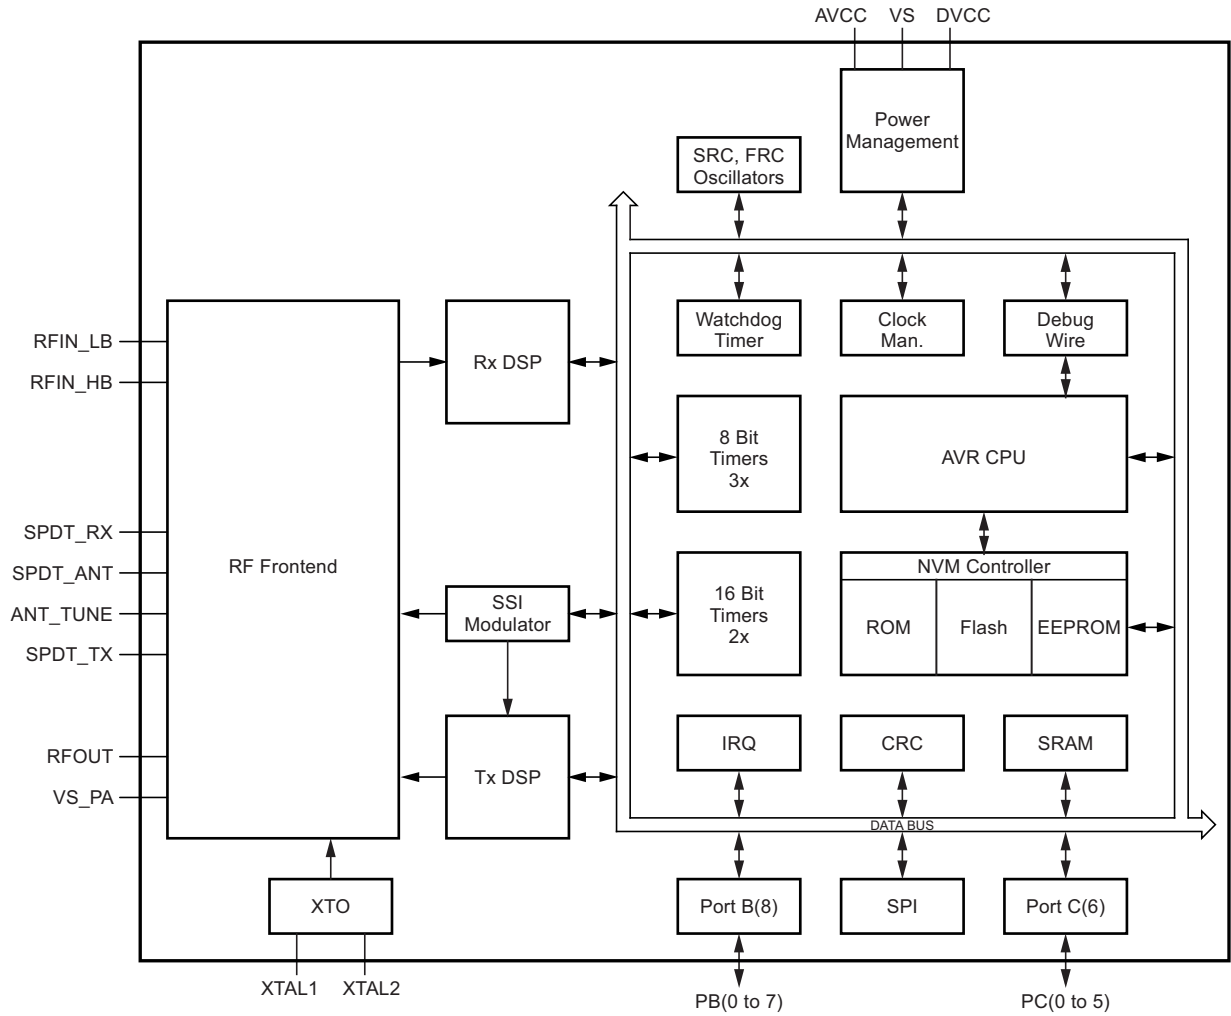 AVCC VS DVCC
Power
Management
SRC, FRC
Oscillators
RFIN_LB
RFIN_HB
Rx DSP
Watchdog
Timer
Clock
Man.
Debug
Wire
8 Bit
Timers
3x
AVR CPU
SPDT_RX
SPDT_ANT
ANT_TUNE
SPDT_TX
RF Frontend
SSI
Modulator
16 Bit
Timers
2x
NVM Controller
ROM
Flash
EEPROM
RFOUT
VS_PA
Tx DSP
IRQ
CRC
SRAM
DATA BUS
XTO
Port B(8)
SPI
Port C(6)
XTAL1 XTAL2
PB(0 to 7)
PC(0 to 5)